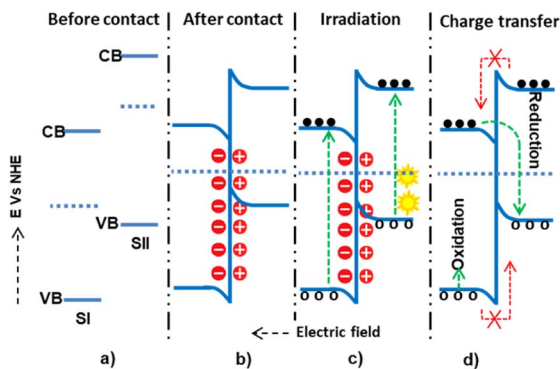 Before contact
After contact
Irradiation
Charge transfer
CB
CB
VB
SII
VB
SI
E Vs NHE
Reduction
Oxidation
Electric field
a)
b)
c)
d)